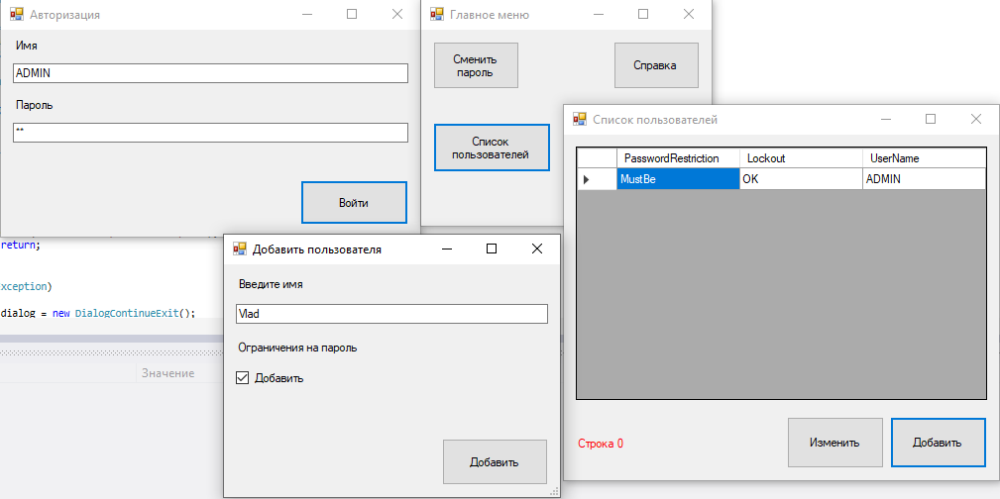 Авторизация
Имя
ADMIN
Пароль
**
Войти
Главное меню
Сменить
пароль
Справка
Список
пользователей
Список пользователей
PasswordRestriction Lockout UserName
MustBe OK ADMIN
Строка 0
Изменить
Добавить
Добавить пользователя
Введите имя
Vlad
Ограничения на пароль
Добавить
Добавить
return;
xception)
dialog = new DialogContinueExit();
Значение